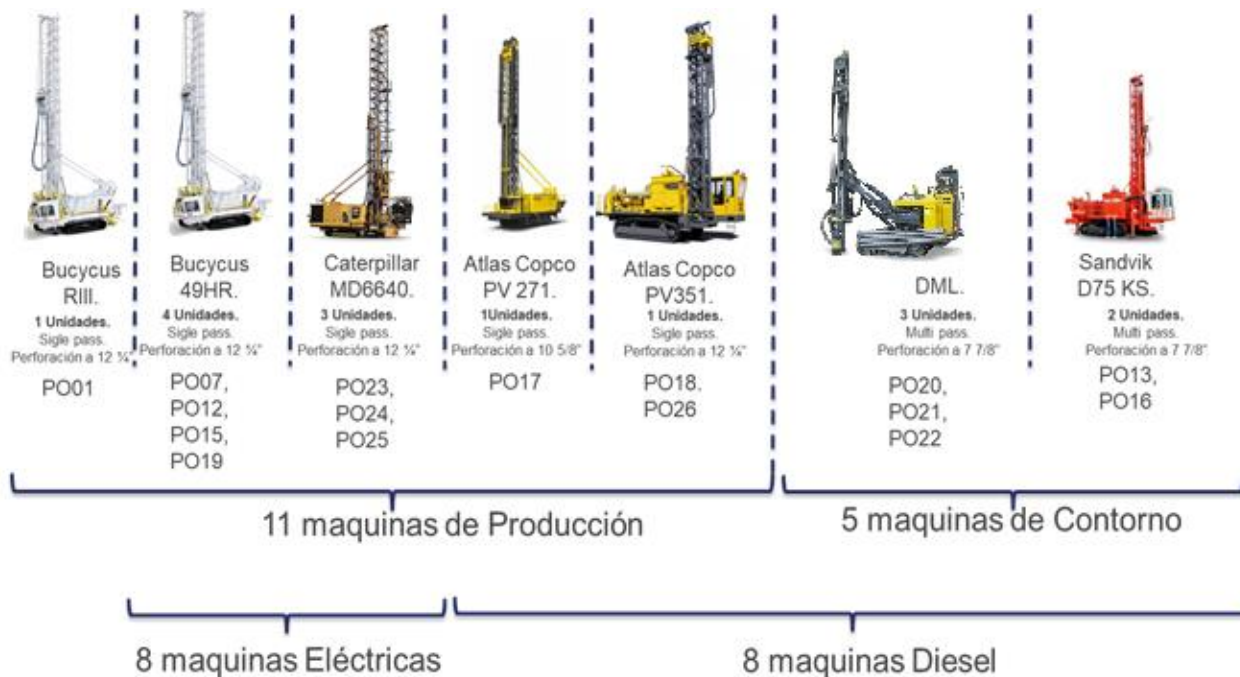 Bucycus
RIII.
1 Unidades.
Sigle pass.
Perforación a 12 ¼"
PO01
Bucycus
49HR.
4 Unidades.
Sigle pass.
Perforación a 12 ¼"
PO07,
PO12,
PO15,
PO19
Caterpillar
MD6640.
3 Unidades.
Sigle pass.
Perforación a 12 ¼"
PO23,
PO24,
PO25
Atlas Copco
PV 271.
1Unidades.
Sigle pass.
Perforación a 10 5/8"
PO17
Atlas Copco
PV351.
1 Unidades.
Sigle pass.
Perforación a 12 ¼"
PO18.
PO26
DML.
3 Unidades.
Multi pass.
Perforación a 7 7/8"
PO20,
PO21,
PO22
Sandvik
D75 KS.
2 Unidades.
Multi pass.
Perforación a 7 7/8"
PO13,
PO16
11 maquinas de Producción
5 maquinas de Contorno
8 maquinas Eléctricas
8 maquinas Diesel